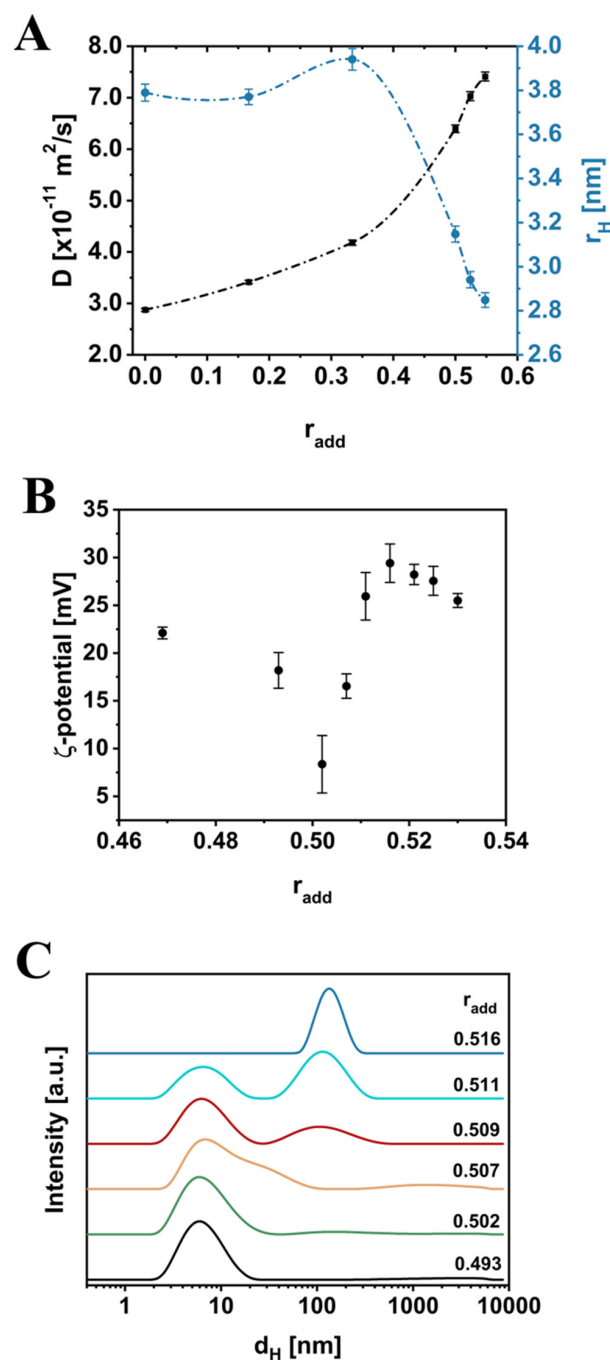 A
D [x10-11 m2/s]
8.0
7.0
6.0
5.0
4.0
3.0
2.0
4.0
3.8
3.6
3.4
3.2
3.0
2.8
2.6
rH [nm]
0.0 0.1 0.2 0.3 0.4 0.5 0.6
radd
B
ζ-potential [mV]
35
30
25
20
15
10
5
0.46 0.48 0.50 0.52 0.54
radd
C
Intensity [a.u.]
radd
0.516
0.511
0.509
0.507
0.502
0.493
1 10 100 1000 10000
dH [nm]